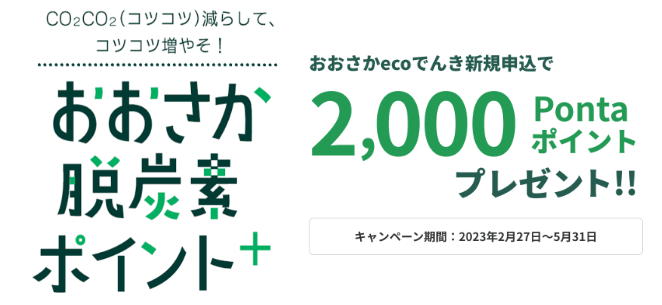 CO₂CO₂(コツコツ)減らして、
コツコツ増やそ！
おおさか
脱炭素
ポイント+
おおさかecoでんき新規申込で
2,000 Ponta
ポイント
プレゼント!!
キャンペーン期間：2023年2月27日〜5月31日